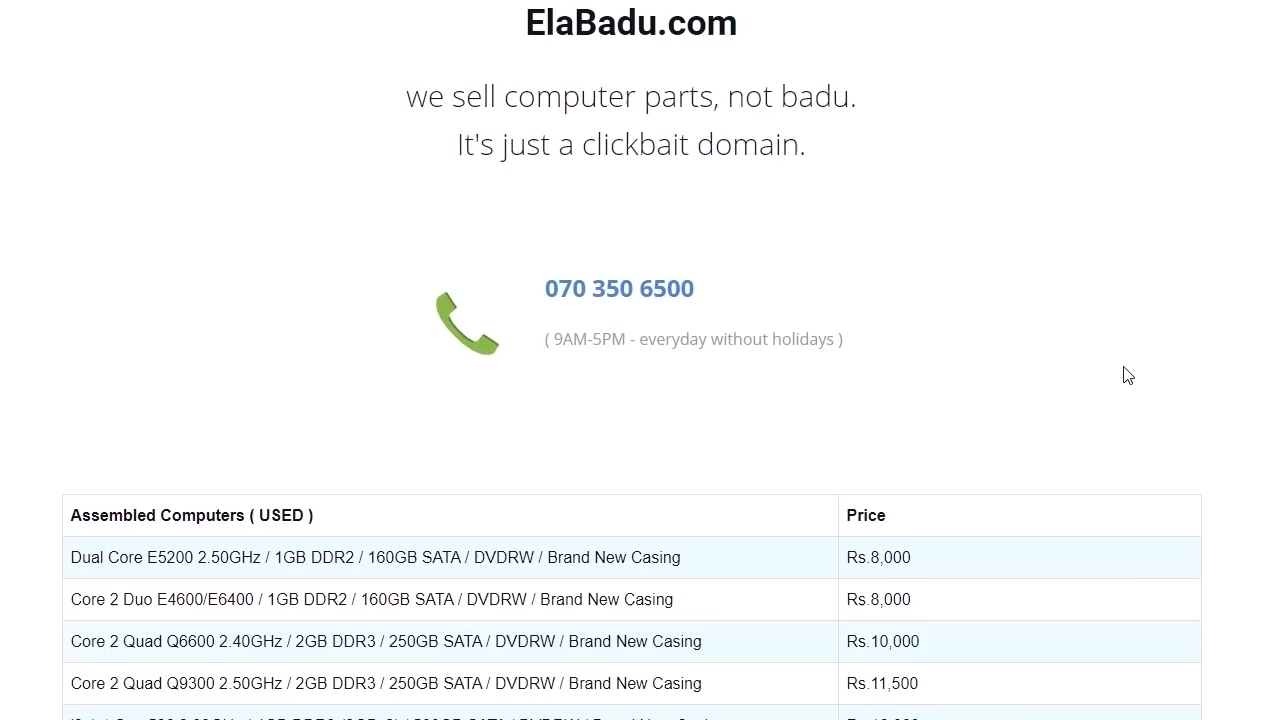 ElaBadu.com
we sell computer parts, not badu.
It's just a clickbait domain.
070 350 6500
( 9AM-5PM - everyday without holidays )
Assembled Computers ( USED ) Price
Dual Core E5200 2.50GHz / 1GB DDR2 / 160GB SATA / DVDRW / Brand New Casing Rs.8,000
Core 2 Duo E4600/E6400 / 1GB DDR2 / 160GB SATA / DVDRW / Brand New Casing Rs.8,000
Core 2 Quad Q6600 2.40GHz / 2GB DDR3 / 250GB SATA / DVDRW / Brand New Casing Rs.10,000
Core 2 Quad Q9300 2.50GHz / 2GB DDR3 / 250GB SATA / DVDRW / Brand New Casing Rs.11,500